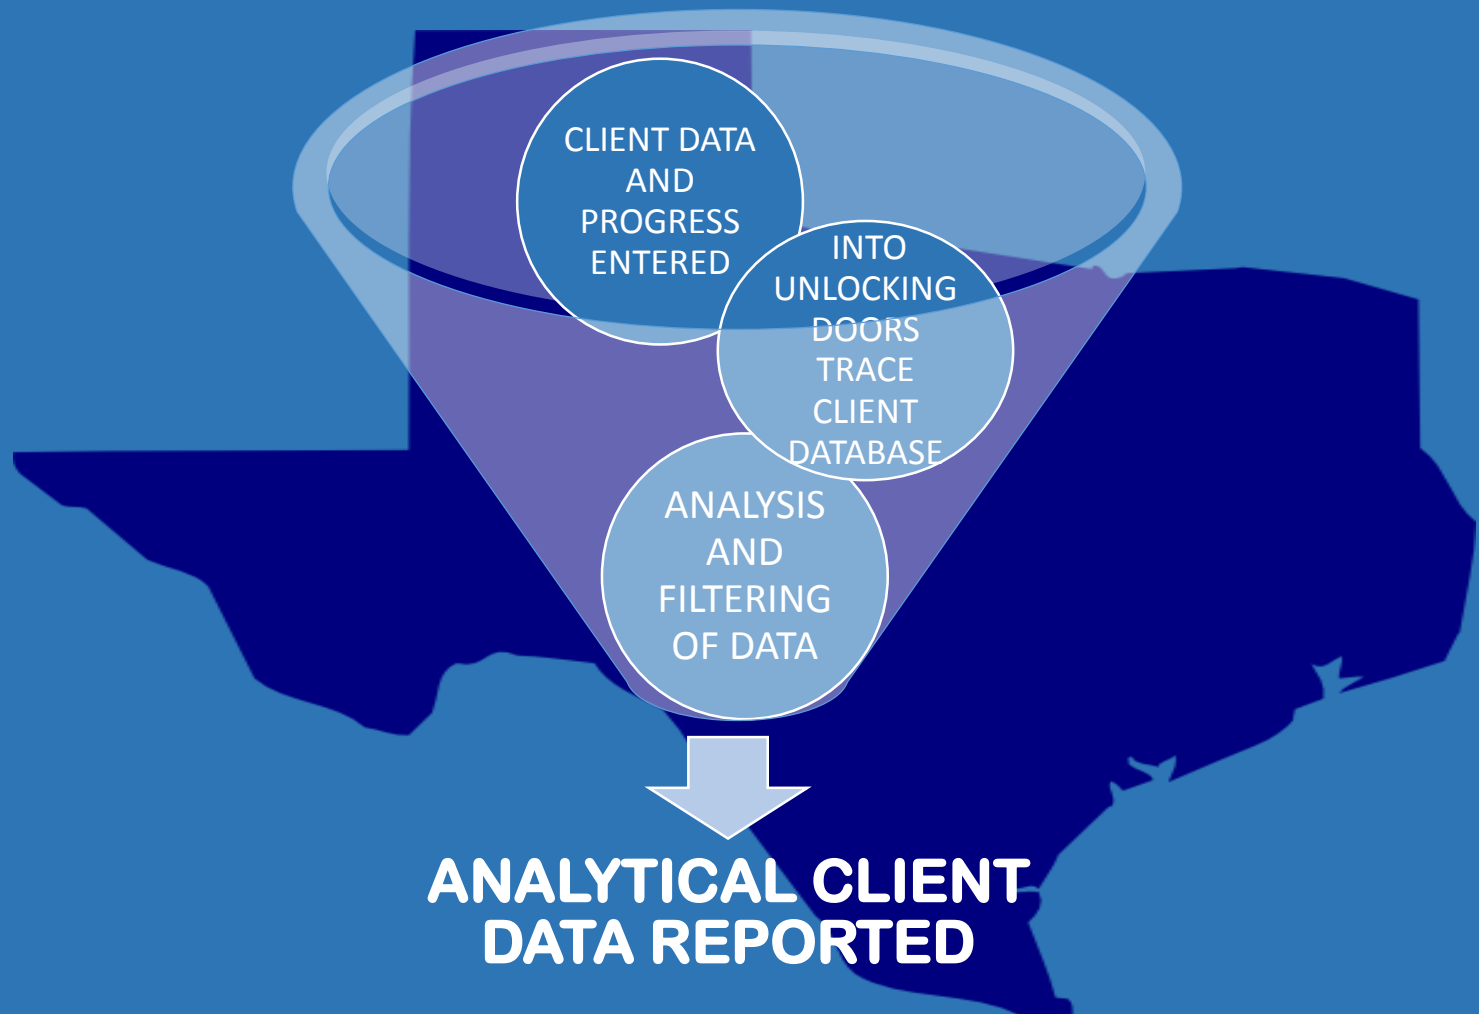 CLIENT DATA
AND
PROGRESS
ENTERED
INTO
UNLOCKING
DOORS
TRACE
CLIENT
DATABASE
ANALYSIS
AND
FILTERING
OF DATA
ANALYTICAL CLIENT
DATA REPORTED